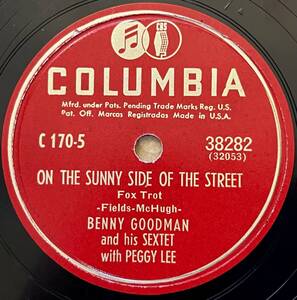 CBS
COLUMBIA
Mfrd. under Pats. Pending Trade Marks Reg. U.S.
Pat. Off. Marcas Registradas Made in U.S.A.
C 170-5 38282
(32053)
ON THE SUNNY SIDE OF THE STREET
Fox Trot
-Fields-McHugh-
BENNY GOODMAN
and his SEXTET
with PEGGY LEE